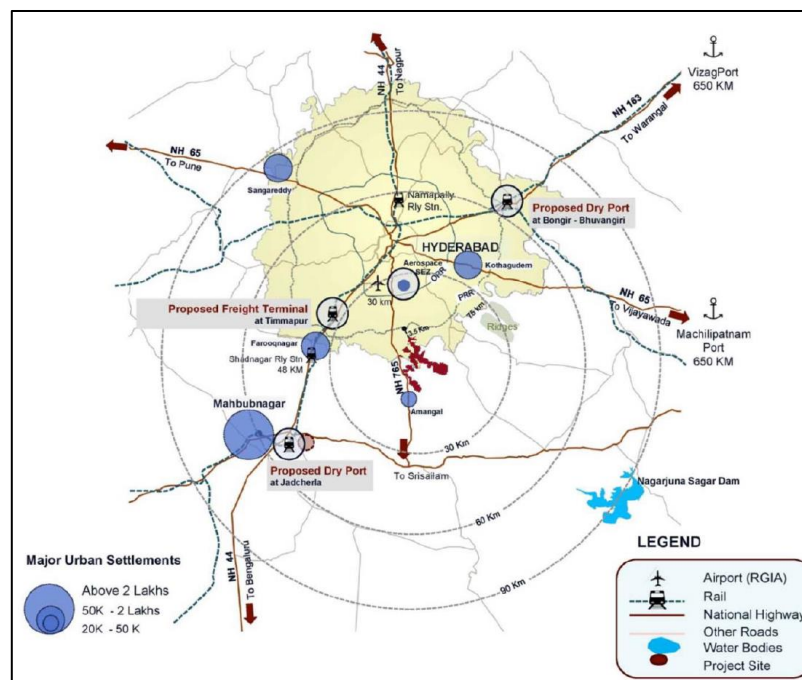 VizagPort
650 KM
NH 44
To Nagpur
NH 163
To Warangal
NH 65
To Pune
Sangareddy
Namapally
Rly Stn.
Proposed Dry Port
at Bongir - Bhuvangiri
HYDERABAD
Aerospace
SEZ
Kothagudem
ORR
30 km
PRR
NH 65
To Vijayawada
Proposed Freight Terminal
at Timmapur
Ridges
Machilipatnam
Port
650 KM
Farooqnagar
Shadnagar Rly Stn
48 KM
NH 765
Amangal
Mahbubnagar
30 Km
Proposed Dry Port
at Jadcherla
To Srisailam
Nagarjuna Sagar Dam
60 Km
90 Km
NH 44
To Bengaluru
Major Urban Settlements
Above 2 Lakhs
50K - 2 Lakhs
20K - 50 K
LEGEND
Airport (RGIA)
Rail
National Highway
Other Roads
Water Bodies
Project Site